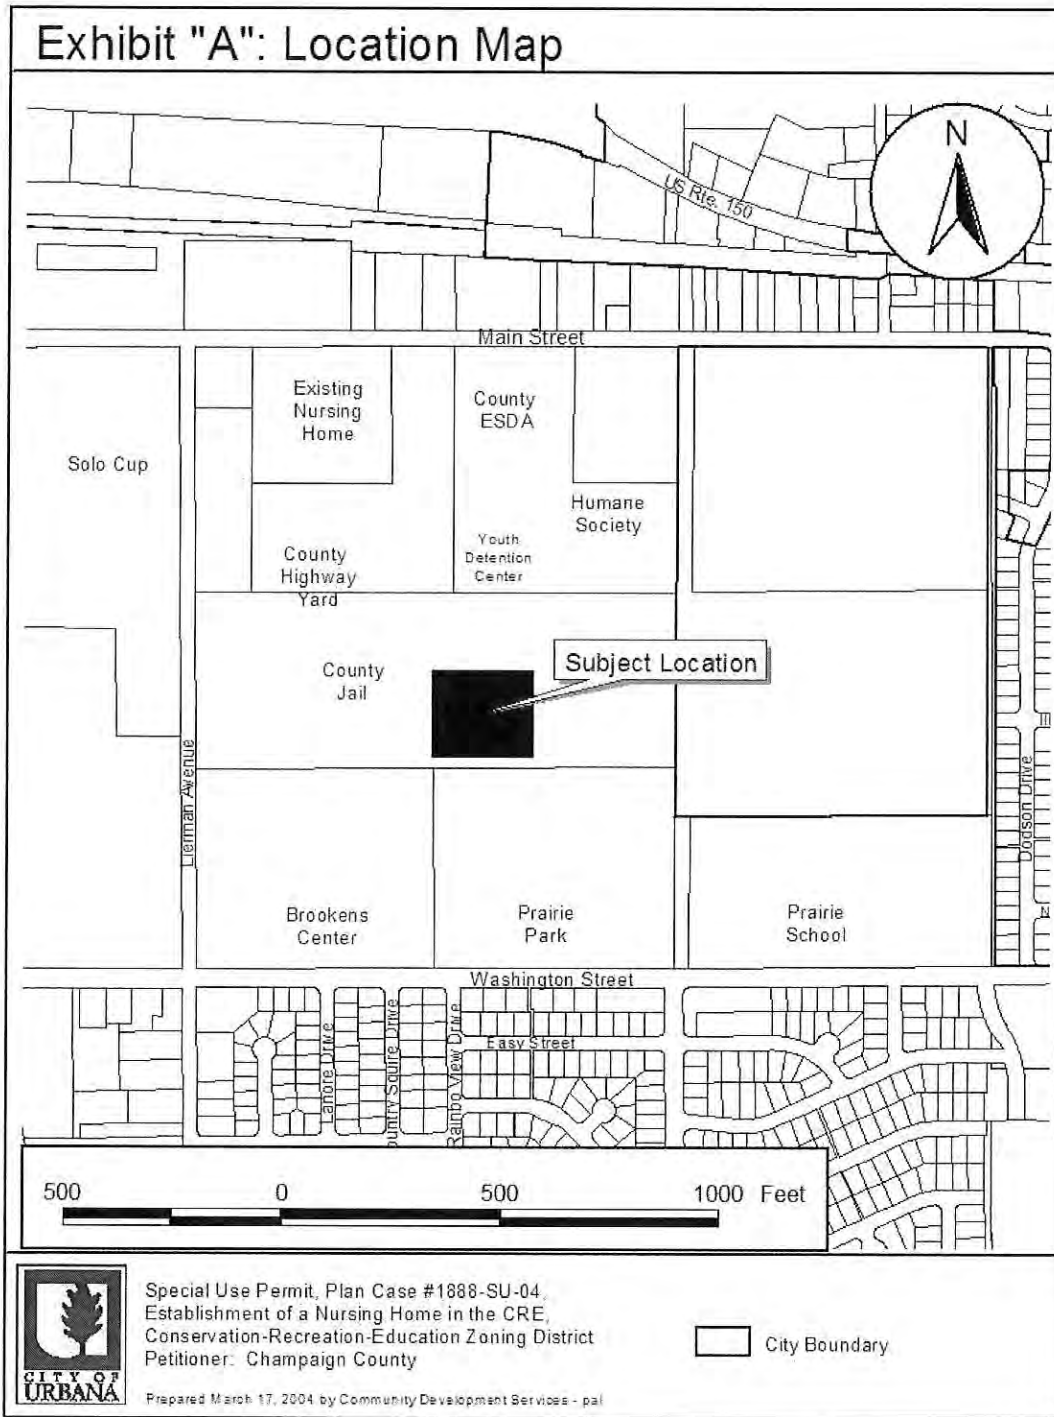 Exhibit "A": Location Map
N
US Rte. 150
Main Street
Existing
Nursing
Home
County
ESDA
Solo Cup
Humane
Society
Youth
Detention
Center
County
Highway
Yard
Subject Location
County
Jail
Lierman Avenue
Dodson Drive
Brookens
Center
Prairie
Park
Prairie
School
N
Washington Street
Easy Street
Lanore Drive
ountry Squire Drive
Rainbo View Drive
500 0 500 1000 Feet
Special Use Permit, Plan Case #1888-SU-04,
Establishment of a Nursing Home in the CRE,
Conservation-Recreation-Education Zoning District
Petitioner: Champaign County
City Boundary
CITY OF
URBANA
Prepared March 17, 2004 by Community Development Services - pal